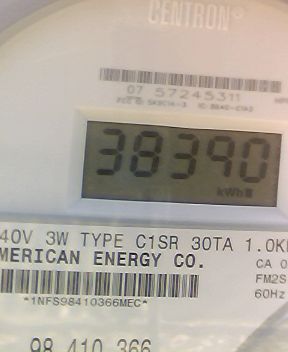 CENTRON®
07 57245311
38390
kWh
40V 3W TYPE C1SR 30TA 1.0K
MERICAN ENERGY CO.
CA 0
FM2S
*1NFS98410366MEC*
60Hz
98 410 366